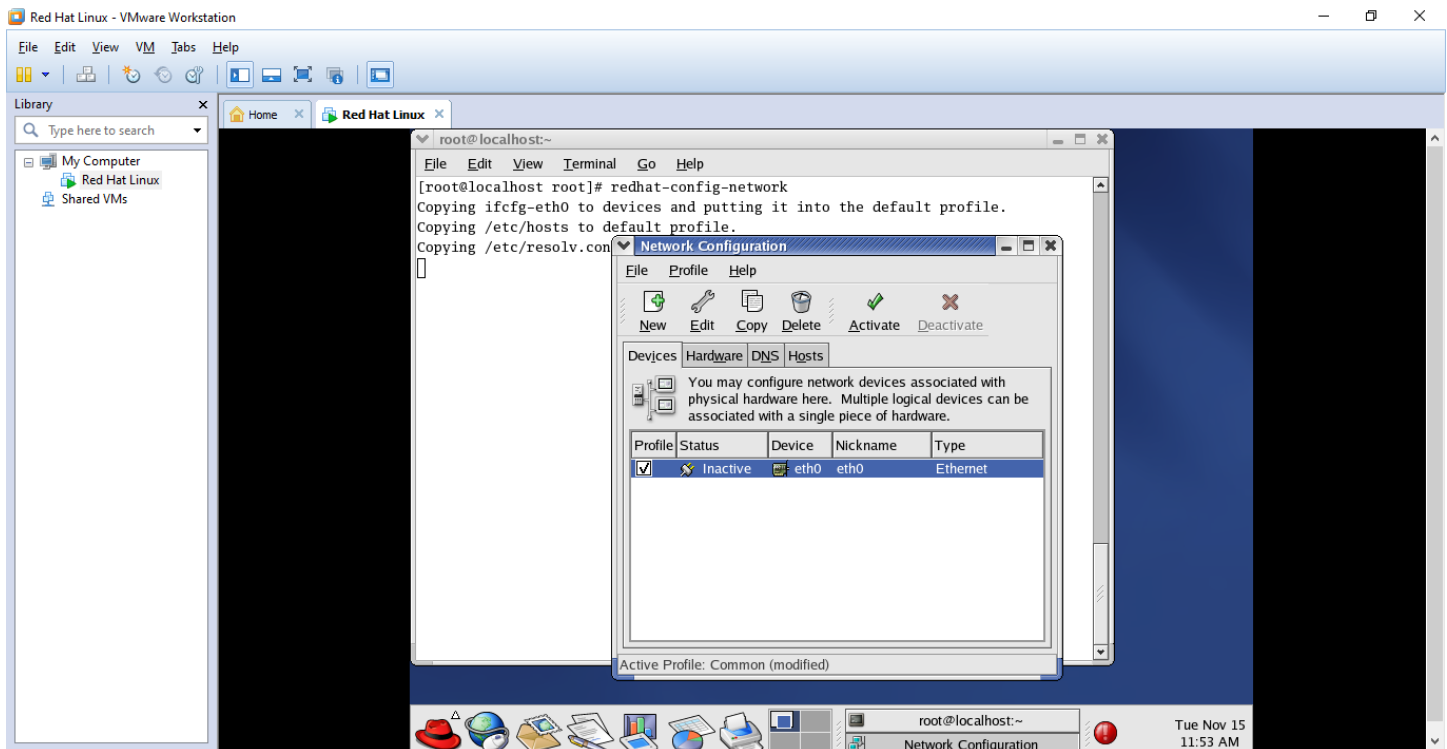 Red Hat Linux - VMware Workstation
File Edit View VM Tabs Help
Library
Type here to search
My Computer
Red Hat Linux
Shared VMs
Home
Red Hat Linux
root@localhost:~
File Edit View Terminal Go Help
[root@localhost root]# redhat-config-network
Copying ifcfg-eth0 to devices and putting it into the default profile.
Copying /etc/hosts to default profile.
Copying /etc/resolv.con
Network Configuration
File Profile Help
New Edit Copy Delete Activate Deactivate
Devices Hardware DNS Hosts
You may configure network devices associated with
physical hardware here. Multiple logical devices can be
associated with a single piece of hardware.
Profile Status Device Nickname Type
Inactive eth0 eth0 Ethernet
Active Profile: Common (modified)
root@localhost:~
Network Configuration
Tue Nov 15
11:53 AM